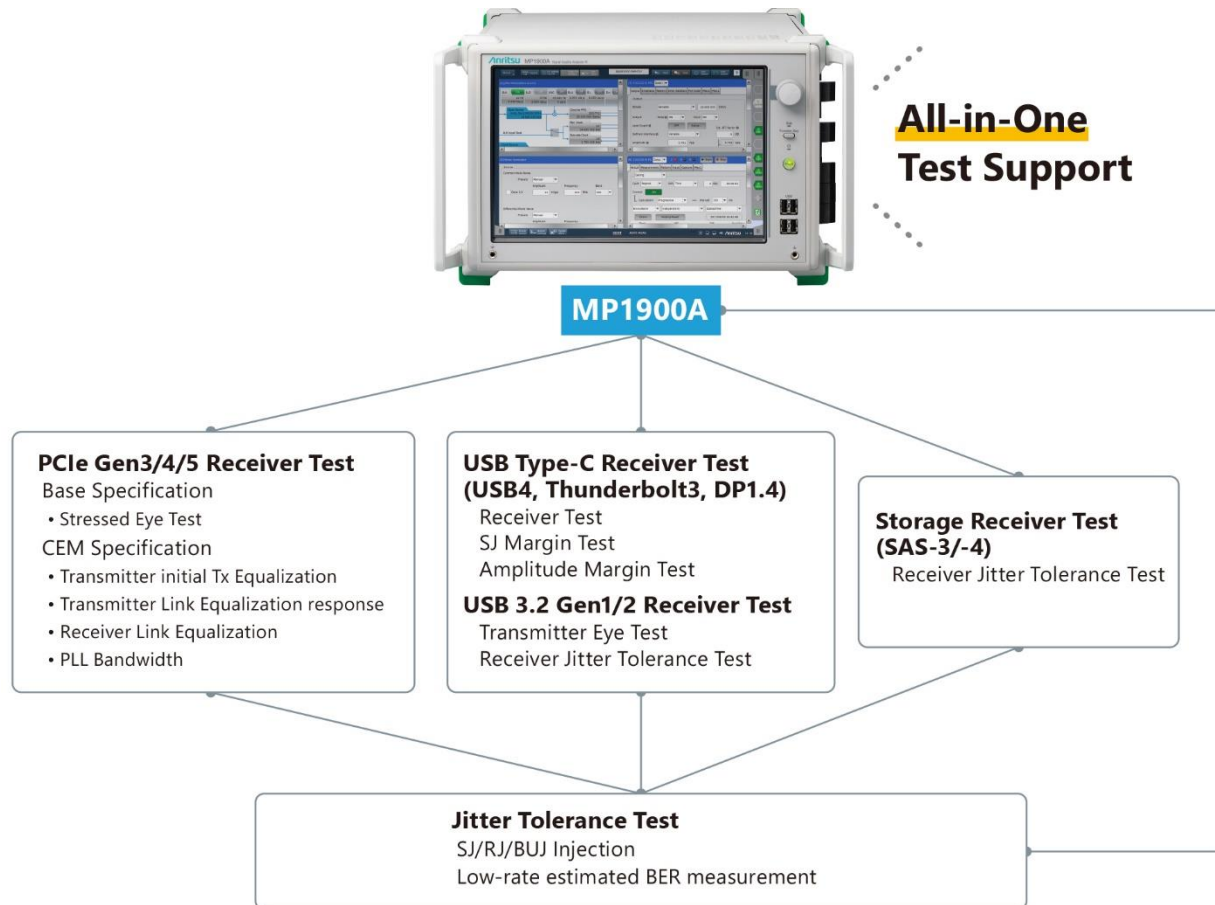 Anritsu MP1900A
All-in-One
Test Support
MP1900A
PCIe Gen3/4/5 Receiver Test
Base Specification
• Stressed Eye Test
CEM Specification
• Transmitter initial Tx Equalization
• Transmitter Link Equalization response
• Receiver Link Equalization
• PLL Bandwidth
USB Type-C Receiver Test
(USB4, Thunderbolt3, DP1.4)
Receiver Test
SJ Margin Test
Amplitude Margin Test
USB 3.2 Gen1/2 Receiver Test
Transmitter Eye Test
Receiver Jitter Tolerance Test
Storage Receiver Test
(SAS-3/-4)
Receiver Jitter Tolerance Test
Jitter Tolerance Test
SJ/RJ/BUJ Injection
Low-rate estimated BER measurement